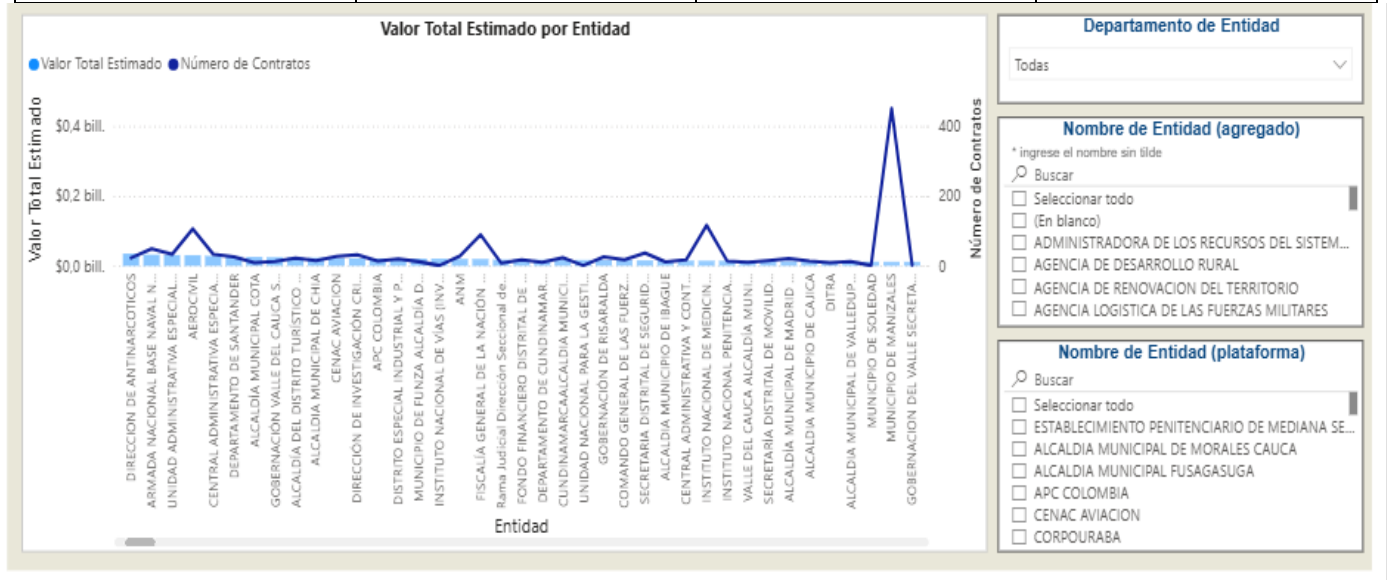 Valor Total Estimado por Entidad
Valor Total Estimado Número de Contratos
Valor Total Estimado
$0,4 bill.
$0,2 bill.
$0,0 bill.
400
200
0
Número de Contratos
DIRECCION DE ANTINARCOTICOS
ARMADA NACIONAL BASE NAVAL N...
UNIDAD ADMINISTRATIVA ESPECIAL...
AEROCIVIL
CENTRAL ADMINISTRATIVA ESPECIA...
DEPARTAMENTO DE SANTANDER
ALCALDÍA MUNICIPAL COTA
GOBERNACIÓN VALLE DEL CAUCA S...
ALCALDÍA DEL DISTRITO TURÍSTICO ...
ALCALDIA MUNICIPAL DE CHIA
CENAC AVIACION
DIRECCIÓN DE INVESTIGACIÓN CRI...
APC COLOMBIA
DISTRITO ESPECIAL INDUSTRIAL Y P...
MUNICIPIO DE FUNZA ALCALDÍA D...
INSTITUTO NACIONAL DE VÍAS (INV...
ANM
FISCALÍA GENERAL DE LA NACIÓN ...
Rama Judicial Dirección Seccional de...
FONDO FINANCIERO DISTRITAL DE ...
DEPARTAMENTO DE CUNDINAMAR...
CUNDINAMARCAALCALDIA MUNICI...
UNIDAD NACIONAL PARA LA GESTI...
GOBERNACIÓN DE RISARALDA
COMANDO GENERAL DE LAS FUERZ...
SECRETARIA DISTRITAL DE SEGURID...
ALCALDIA MUNICIPIO DE IBAGUE
CENTRAL ADMINISTRATIVA Y CONT...
INSTITUTO NACIONAL DE MEDICIN...
INSTITUTO NACIONAL PENITENCIA...
VALLE DEL CAUCA ALCALDÍA MUNI...
SECRETARÍA DISTRITAL DE MOVILID...
ALCALDÍA MUNICIPAL DE MADRID ...
ALCALDIA MUNICIPIO DE CAJICA
DITRA
ALCALDIA MUNICIPAL DE VALLEDUP...
MUNICIPIO DE SOLEDAD
MUNICIPIO DE MANIZALES
GOBERNACION DEL VALLE SECRETA...
Entidad
Departamento de Entidad
Todas
Nombre de Entidad (agregado)
* ingrese el nombre sin tilde
Buscar
Seleccionar todo
(En blanco)
ADMINISTRADORA DE LOS RECURSOS DEL SISTEM...
AGENCIA DE DESARROLLO RURAL
AGENCIA DE RENOVACION DEL TERRITORIO
AGENCIA LOGISTICA DE LAS FUERZAS MILITARES
Nombre de Entidad (plataforma)
Buscar
Seleccionar todo
ESTABLECIMIENTO PENITENCIARIO DE MEDIANA SE...
ALCALDIA MUNICIPAL DE MORALES CAUCA
ALCALDIA MUNICIPAL FUSAGASUGA
APC COLOMBIA
CENAC AVIACION
CORPOURABA